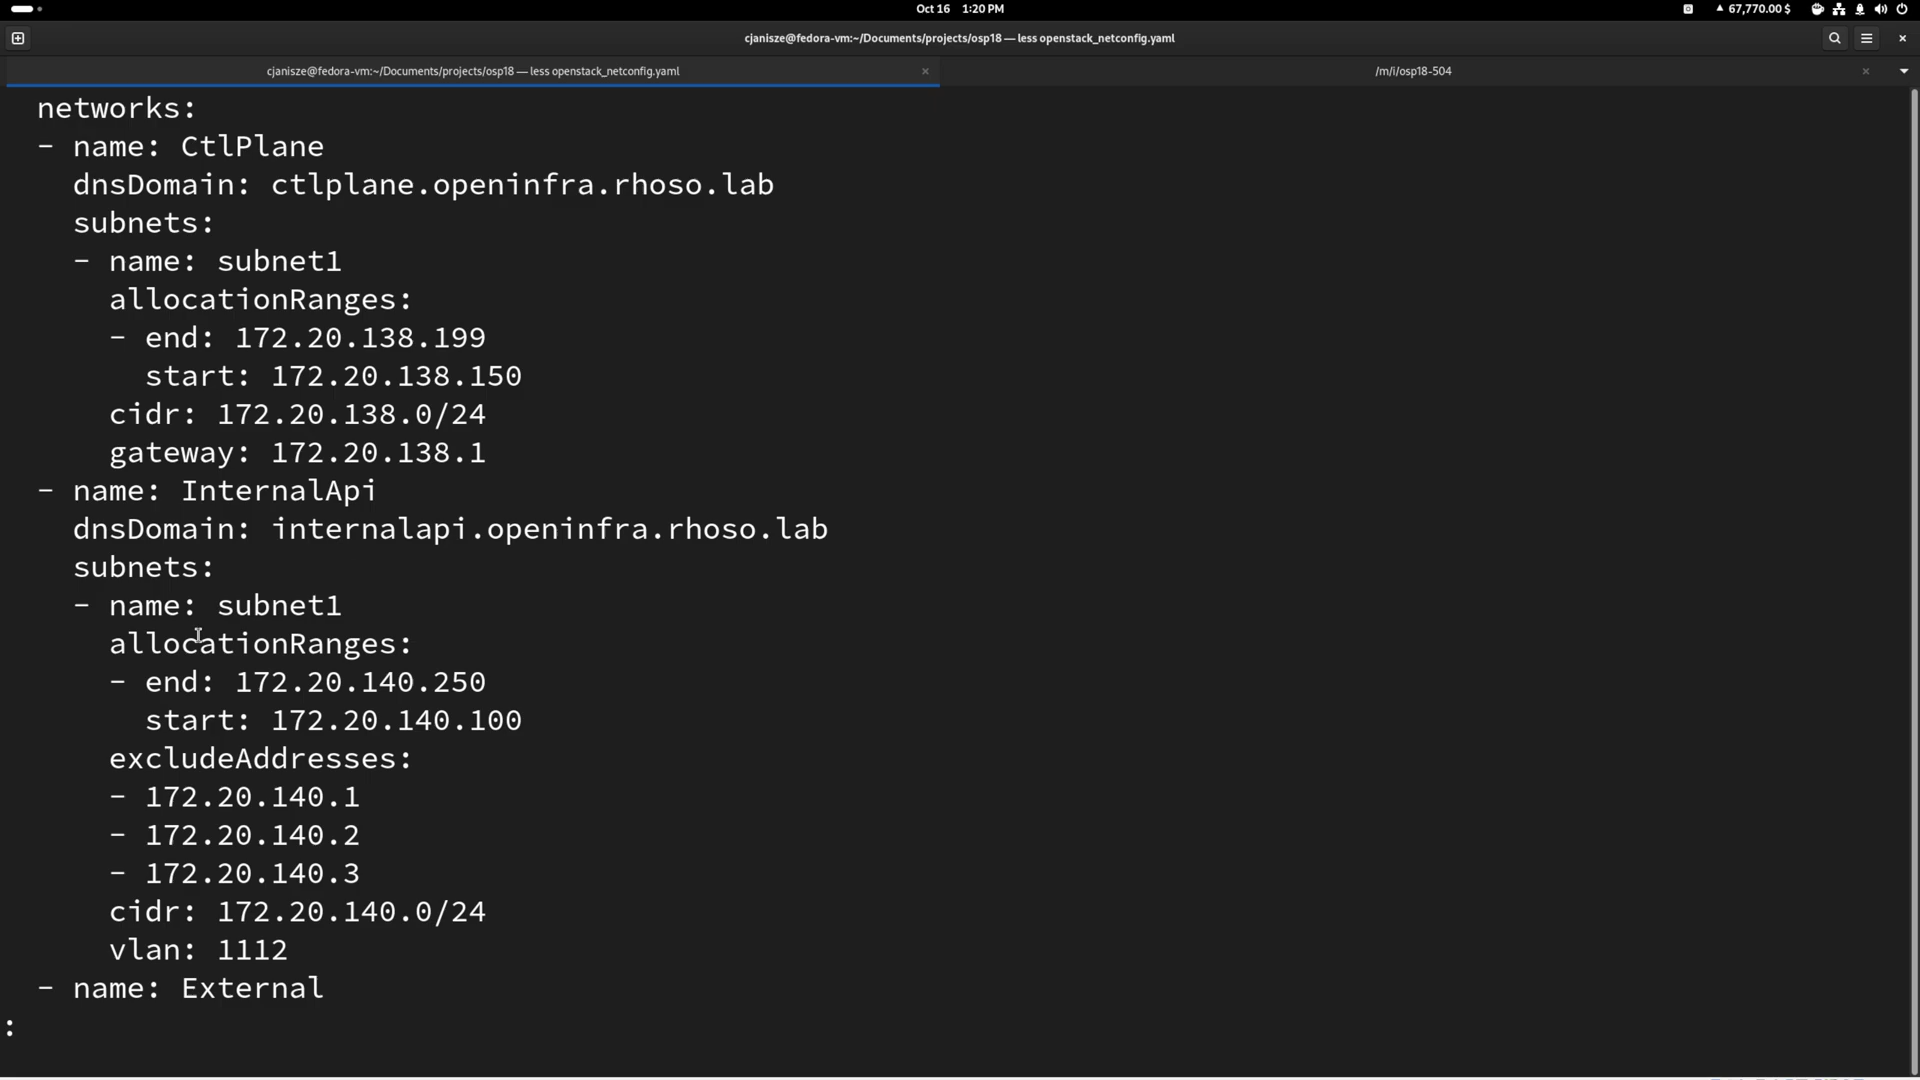 Oct 16 1:20 PM
67,770.00 $
cjanisze@fedora-vm:~/Documents/projects/osp18 — less openstack_netconfig.yaml
cjanisze@fedora-vm:~/Documents/projects/osp18 — less openstack_netconfig.yaml
/m/i/osp18-504
networks:
- name: CtlPlane
dnsDomain: ctlplane.openinfra.rhoso.lab
subnets:
- name: subnet1
allocationRanges:
- end: 172.20.138.199
start: 172.20.138.150
cidr: 172.20.138.0/24
gateway: 172.20.138.1
- name: InternalApi
dnsDomain: internalapi.openinfra.rhoso.lab
subnets:
- name: subnet1
allocationRanges:
- end: 172.20.140.250
start: 172.20.140.100
excludeAddresses:
- 172.20.140.1
- 172.20.140.2
- 172.20.140.3
cidr: 172.20.140.0/24
vlan: 1112
- name: External
: